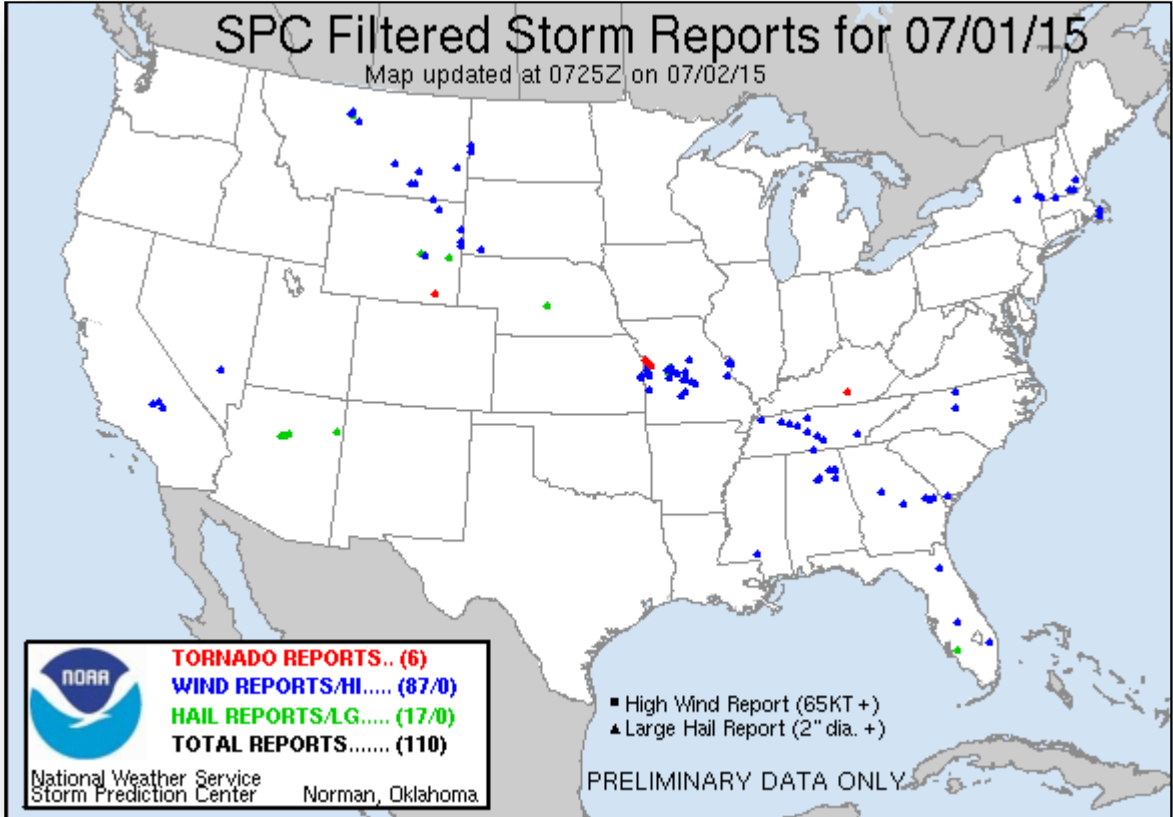 SPC Filtered Storm Reports for 07/01/15
Map updated at 0725Z on 07/02/15
NOAA
TORNADO REPORTS.. (6)
WIND REPORTS/HI..... (87/0)
HAIL REPORTS/LG..... (17/0)
TOTAL REPORTS....... (110)
National Weather Service
Storm Prediction Center Norman, Oklahoma
High Wind Report (65KT +)
Large Hail Report (2" dia. +)
PRELIMINARY DATA ONLY